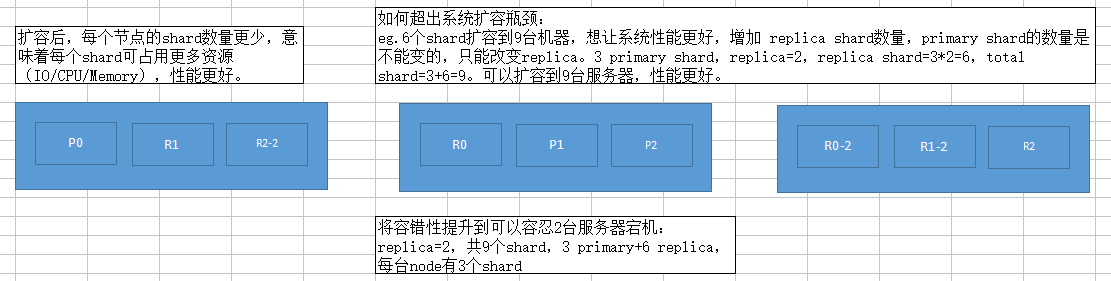 扩容后，每个节点的shard数量更少，意
味着每个shard可占用更多资源
（IO/CPU/Memory），性能更好。
如何超出系统扩容瓶颈：
eg.6个shard扩容到9台机器，想让系统性能更好，增加 replica shard数量，primary shard的数量是
不能变的，只能改变replica。3 primary shard，replica=2，replica shard=3*2=6，total
shard=3+6=9。可以扩容到9台服务器，性能更好。
P0
R1
R2-2
R0
P1
P2
R0-2
R1-2
R2
将容错性提升到可以容忍2台服务器宕机：
replica=2，共9个shard，3 primary+6 replica，
每台node有3个shard